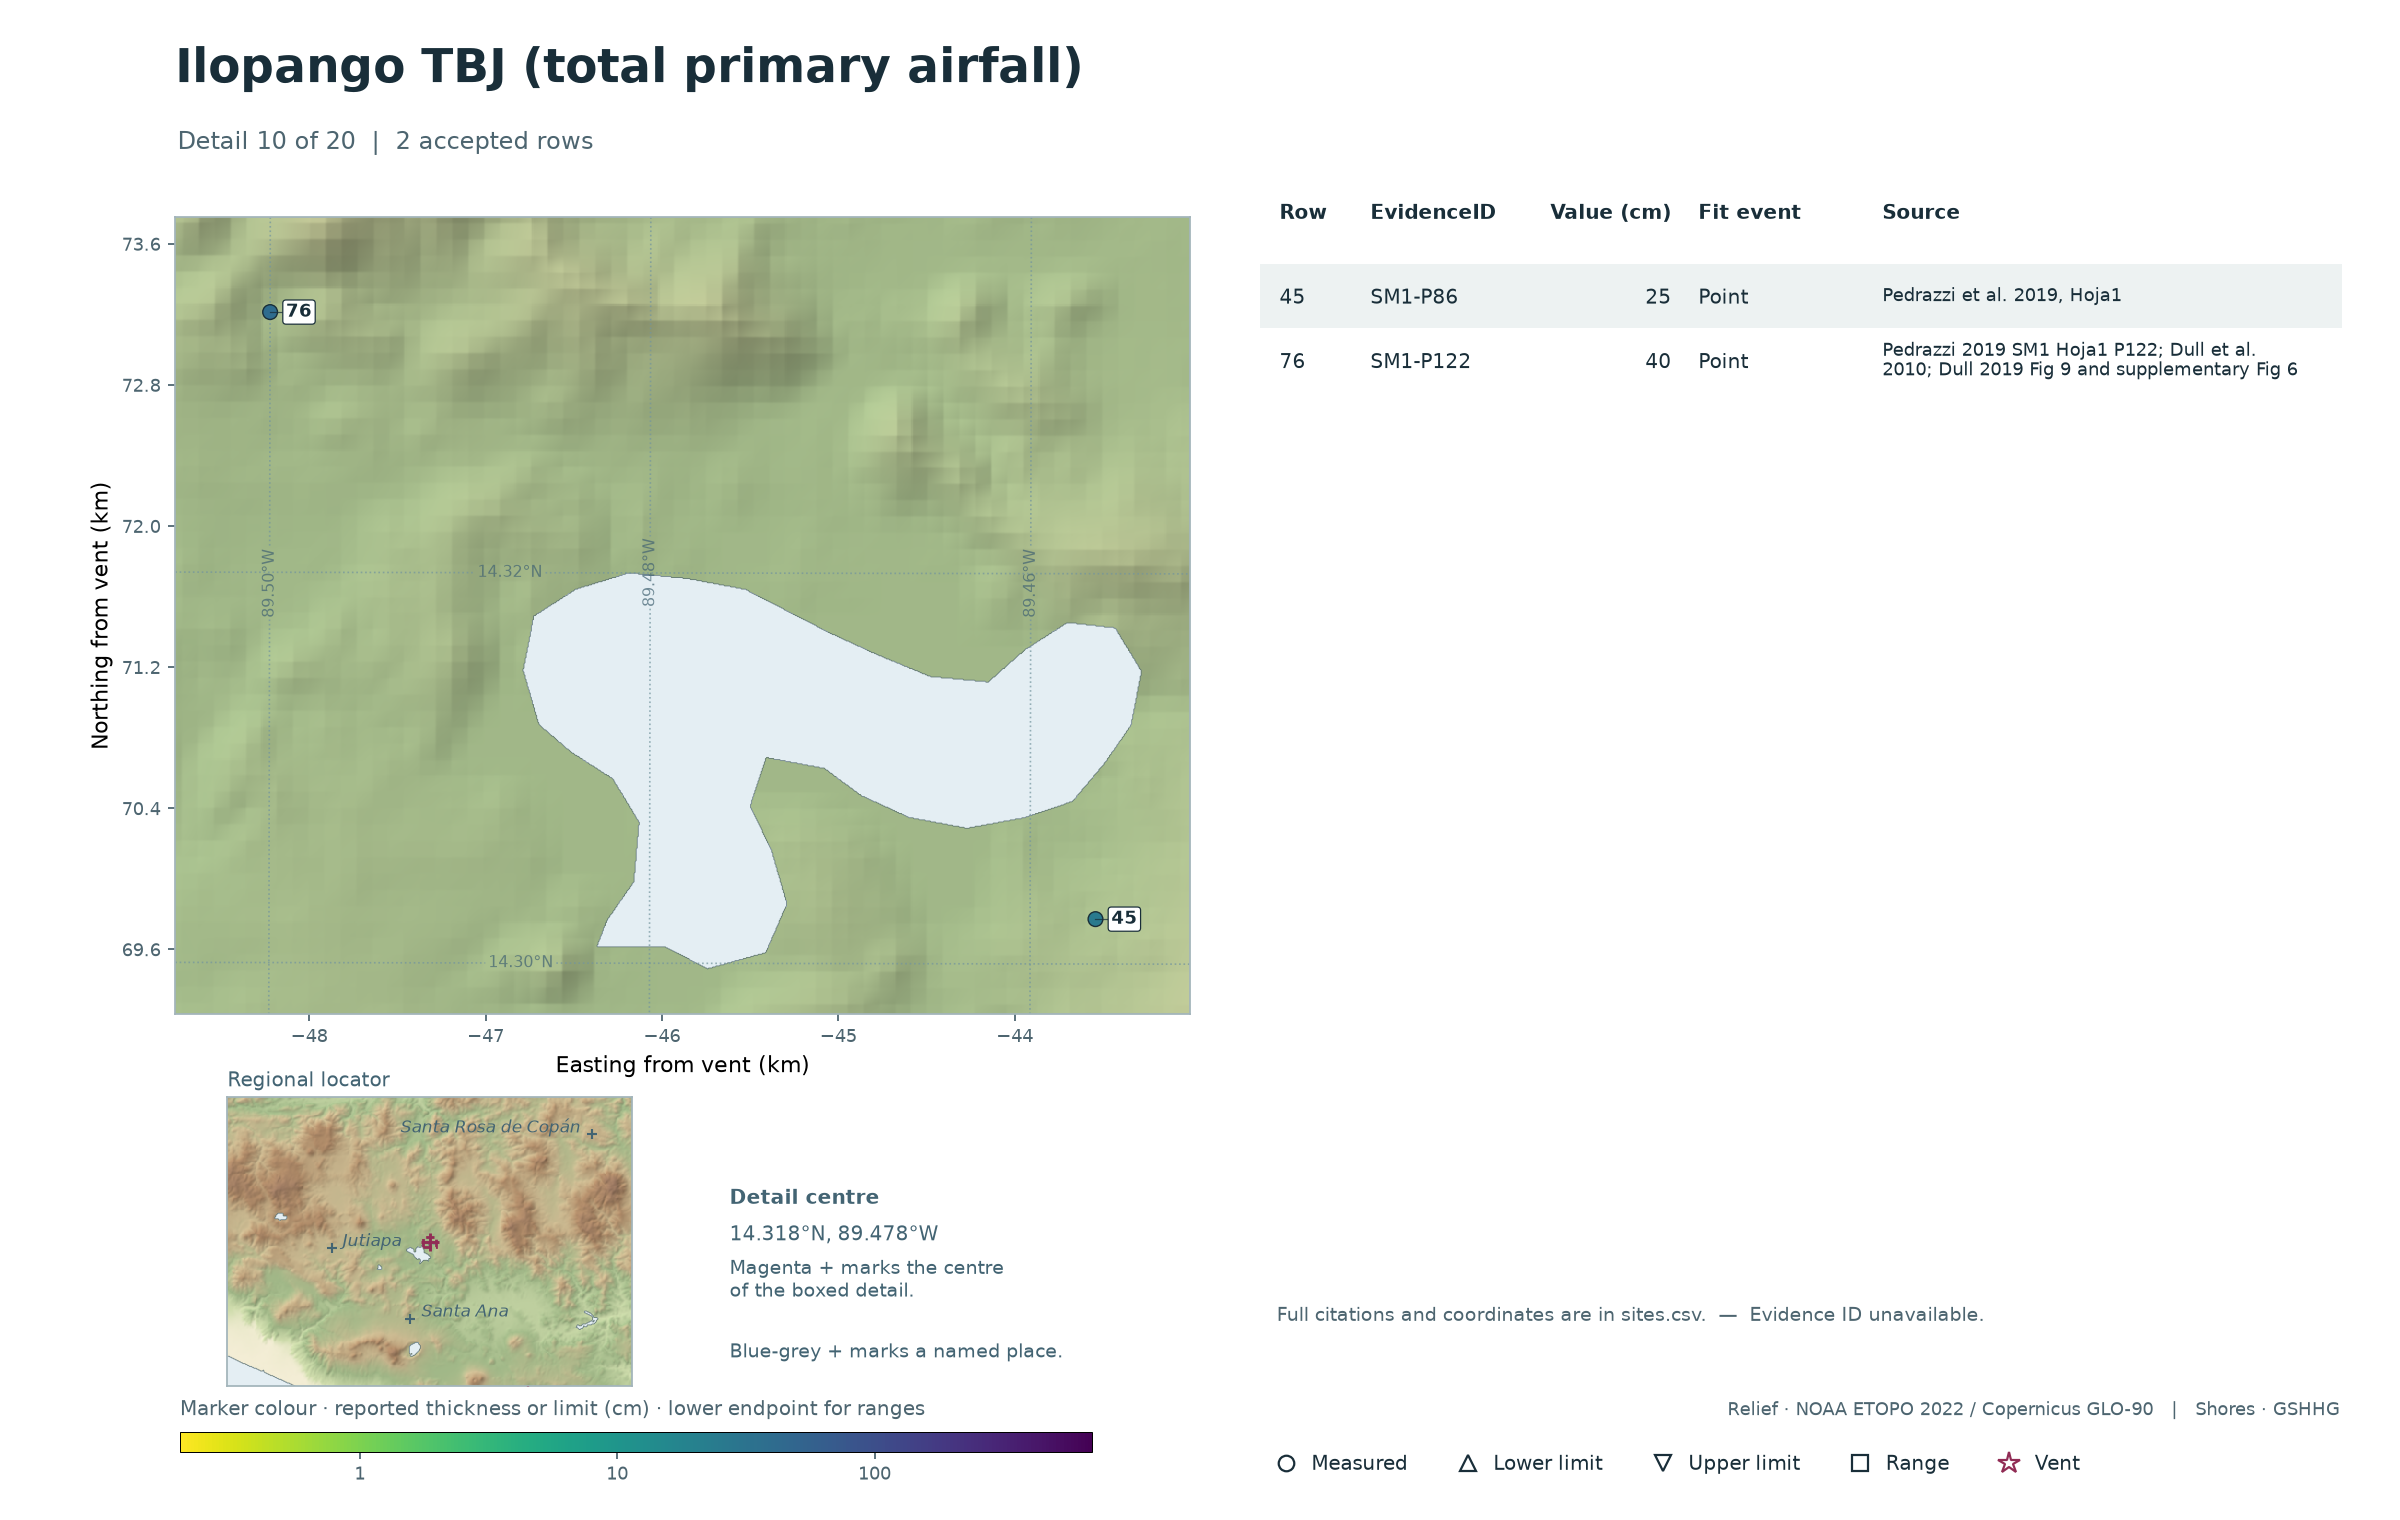 Ilopango TBJ (total primary airfall)
Detail 10 of 20  |  2 accepted rows
Row EvidenceID Value (cm) Fit event Source
45 SM1-P86 25 Point Pedrazzi et al. 2019, Hoja1
76 SM1-P122 40 Point Pedrazzi 2019 SM1 Hoja1 P122; Dull et al.
2010; Dull 2019 Fig 9 and supplementary Fig 6
Northing from vent (km)
73.6
72.8
72.0
71.2
70.4
69.6
76
45
89.50°W
89.48°W
89.46°W
14.32°N
14.30°N
−48 −47 −46 −45 −44
Easting from vent (km)
Regional locator
Santa Rosa de Copán
Jutiapa
Santa Ana
Detail centre
14.318°N, 89.478°W
Magenta + marks the centre
of the boxed detail.
Blue-grey + marks a named place.
Full citations and coordinates are in sites.csv.  —  Evidence ID unavailable.
Marker colour · reported thickness or limit (cm) · lower endpoint for ranges
1 10 100
Relief · NOAA ETOPO 2022 / Copernicus GLO-90   |   Shores · GSHHG
Measured Lower limit Upper limit Range Vent